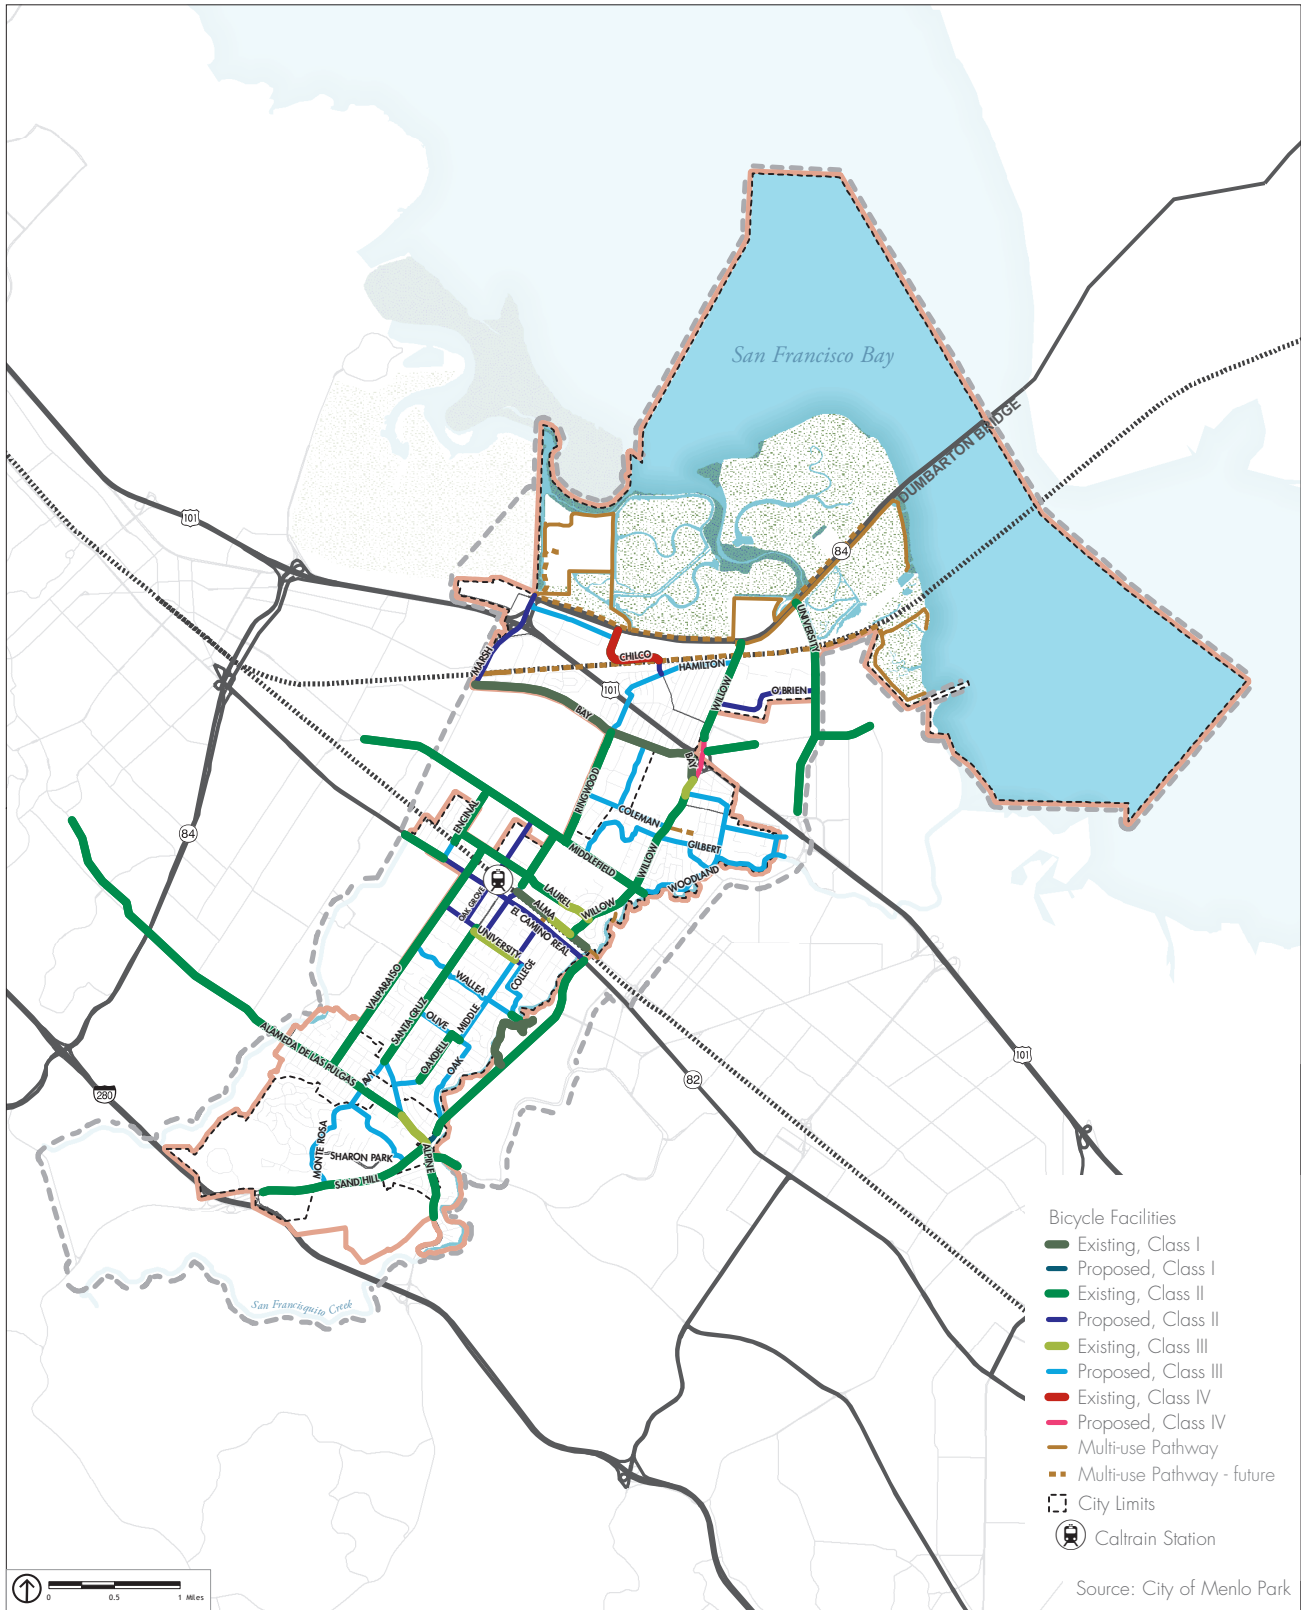 San Francisco Bay
DUMBARTON BRIDGE
101
84
UNIVERSITY
MARSH
CHILCO
HAMILTON
101
WILLOW
O'BRIEN
BAY
BAY
RINGWOOD
ENCINAL
COLEMAN
84
MIDDLEFIELD
WILLOW
GILBERT
WOODLAND
LAUREL
OAK GROVE
ALMA
WILLOW
EL CAMINO REAL
UNIVERSITY
VALPARAISO
WALLEA
COLLEGE
SANTA CRUZ
OLIVE
MIDDLE
ALAMEDA DE LAS PULGAS
OAKDELL
OAK
AVY
101
82
280
MONTE ROSA
SHARON PARK
ALPINE
SAND HILL
San Francisquito Creek
Bicycle Facilities
Existing, Class I
Proposed, Class I
Existing, Class II
Proposed, Class II
Existing, Class III
Proposed, Class III
Existing, Class IV
Proposed, Class IV
Multi-use Pathway
Multi-use Pathway - future
City Limits
Caltrain Station
Source: City of Menlo Park
0 0.5 1 Miles